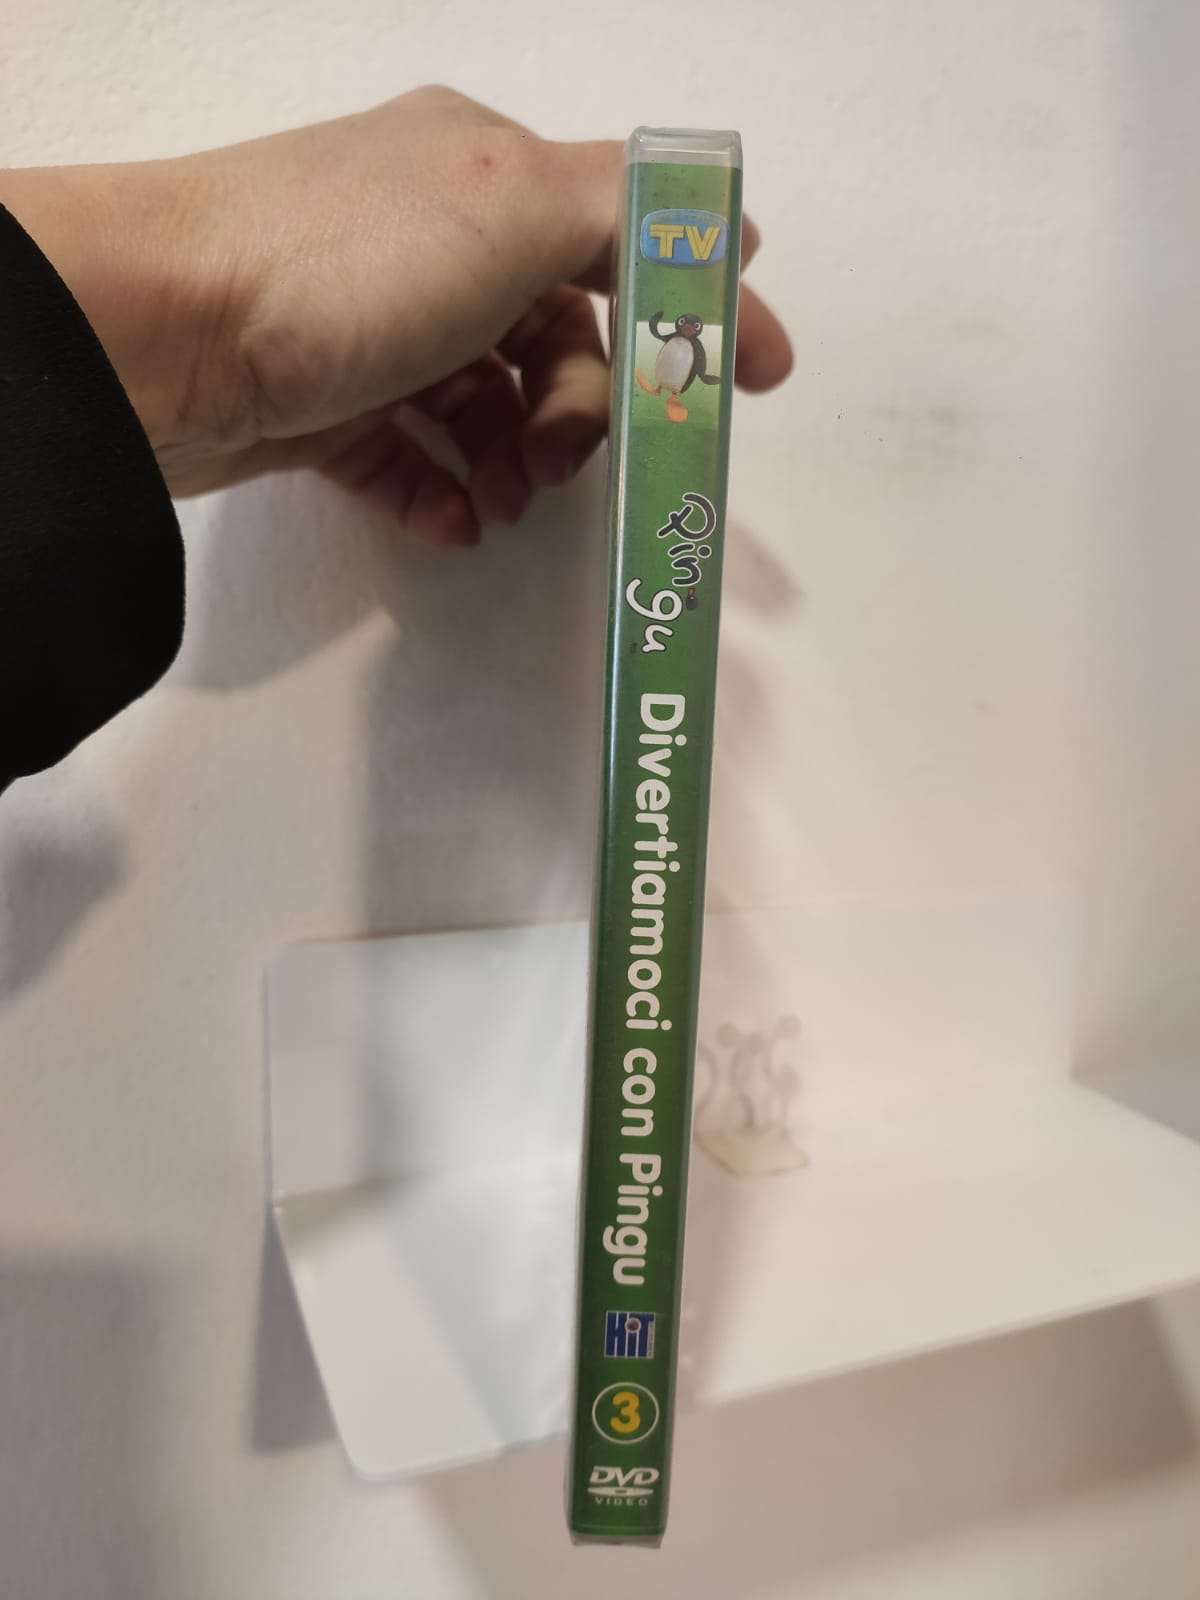 TV
Pingu
Divertiamoci con Pingu
HiT
3
DVD
VIDEO